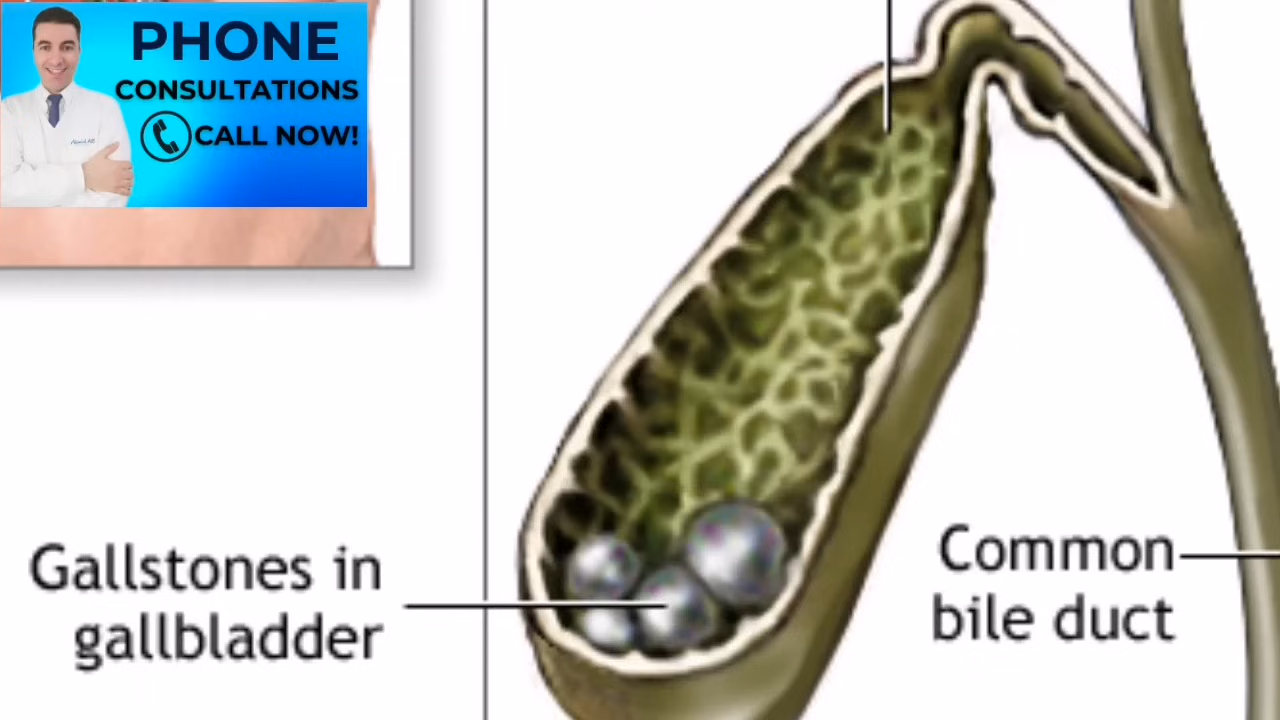 PHONE
CONSULTATIONS
CALL NOW!
Gallstones in
gallbladder
Common
bile duct